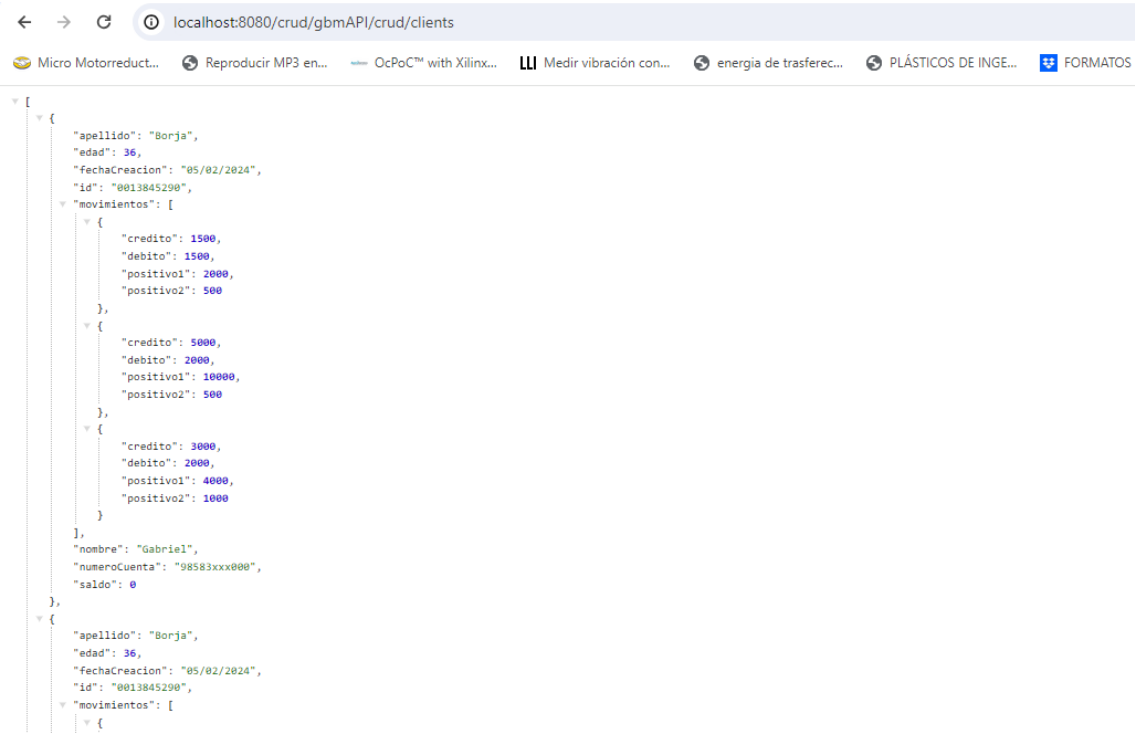 localhost:8080/crud/gbmAPI/crud/clients
Micro Motorreduct... Reproducir MP3 en... OcPoC™ with Xilinx... Medir vibración con... energia de trasferec... PLÁSTICOS DE INGE... FORMATOS
[
{
"apellido": "Borja",
"edad": 36,
"fechaCreacion": "05/02/2024",
"id": "0013845290",
"movimientos": [
{
"credito": 1500,
"debito": 1500,
"positivo1": 2000,
"positivo2": 500
},
{
"credito": 5000,
"debito": 2000,
"positivo1": 10000,
"positivo2": 500
},
{
"credito": 3000,
"debito": 2000,
"positivo1": 4000,
"positivo2": 1000
}
],
"nombre": "Gabriel",
"numeroCuenta": "98583xxx000",
"saldo": 0
},
{
"apellido": "Borja",
"edad": 36,
"fechaCreacion": "05/02/2024",
"id": "0013845290",
"movimientos": [
{